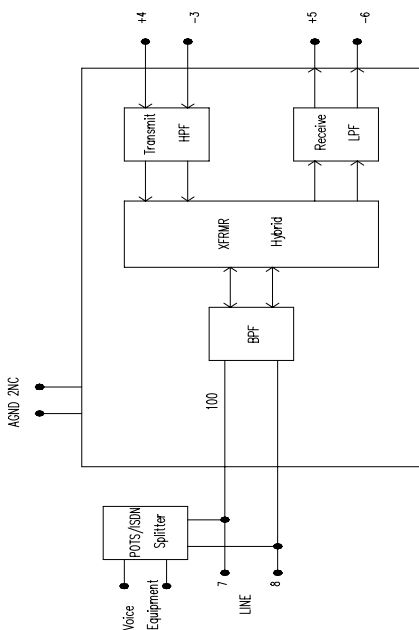 +4
-3
+5
-6
Transmit
HPF
Receive
LPF
XFRMR
Hybrid
BPF
AGND 2NC
100
POTS/ISDN
Splitter
Voice
Equipment
7
8
LINE